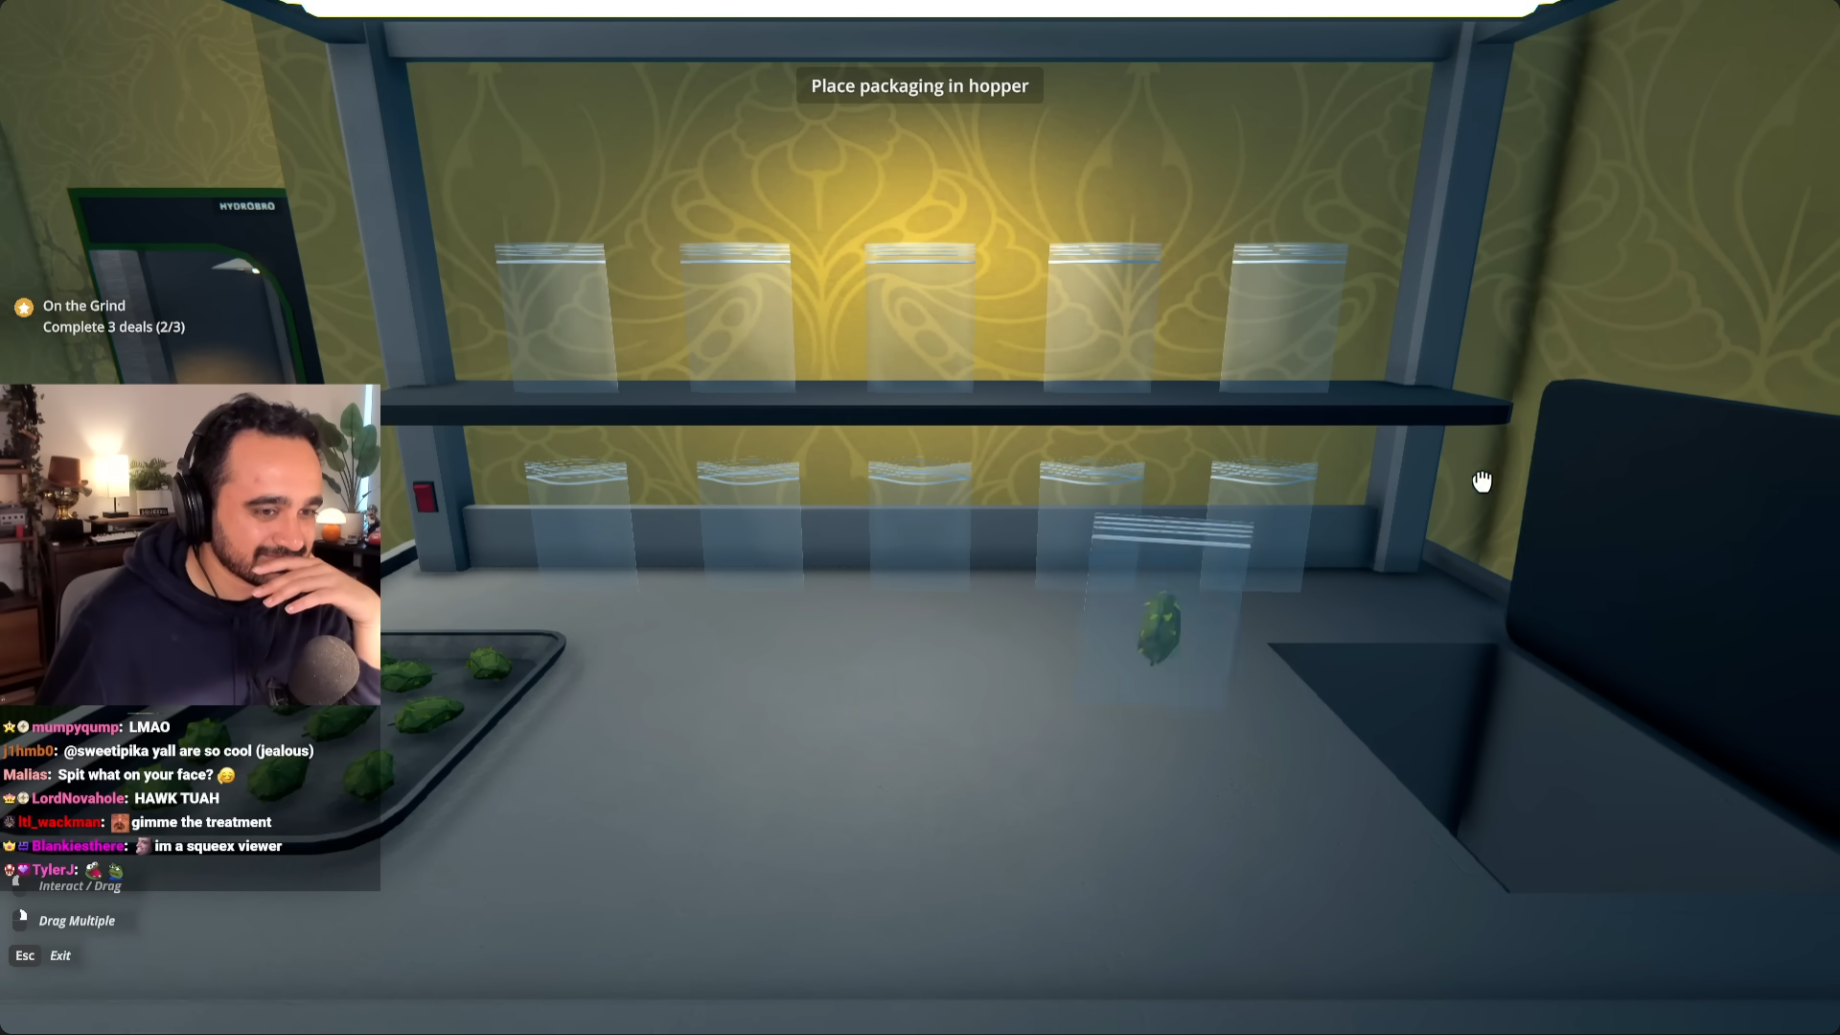 Place packaging in hopper
HYDROBRO
On the Grind
Complete 3 deals (2/3)
mumpyqump: LMAO
j1hmb0: @sweetipika yall are so cool (jealous)
Malias: Spit what on your face? 🥴
LordNovahole: HAWK TUAH
ltl_wackman: gimme the treatment
Blankiesthere: im a squeex viewer
TylerJ:
Interact / Drag
Drag Multiple
Esc Exit